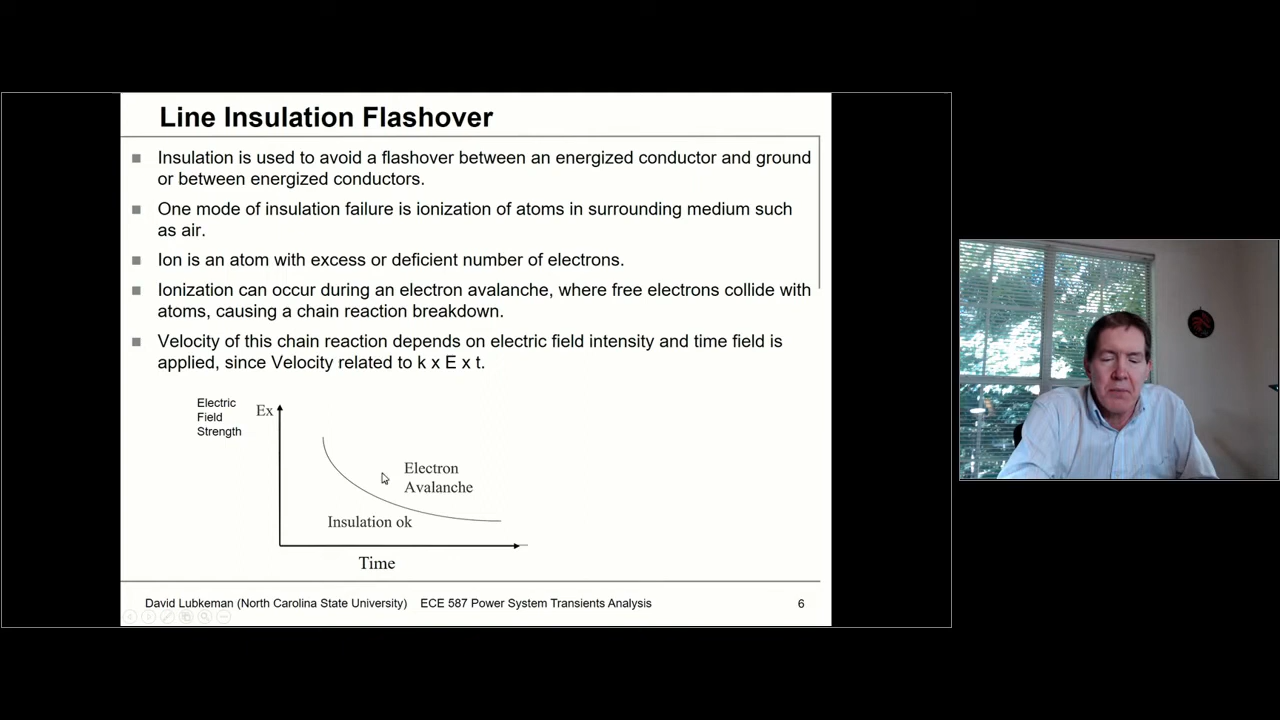 Line Insulation Flashover
Insulation is used to avoid a flashover between an energized conductor and ground
or between energized conductors.
One mode of insulation failure is ionization of atoms in surrounding medium such
as air.
Ion is an atom with excess or deficient number of electrons.
Ionization can occur during an electron avalanche, where free electrons collide with
atoms, causing a chain reaction breakdown.
Velocity of this chain reaction depends on electric field intensity and time field is
applied, since Velocity related to k x E x t.
Electric
Field
Strength
Ex
Electron
Avalanche
Insulation ok
Time
David Lubkeman (North Carolina State University) ECE 587 Power System Transients Analysis 6